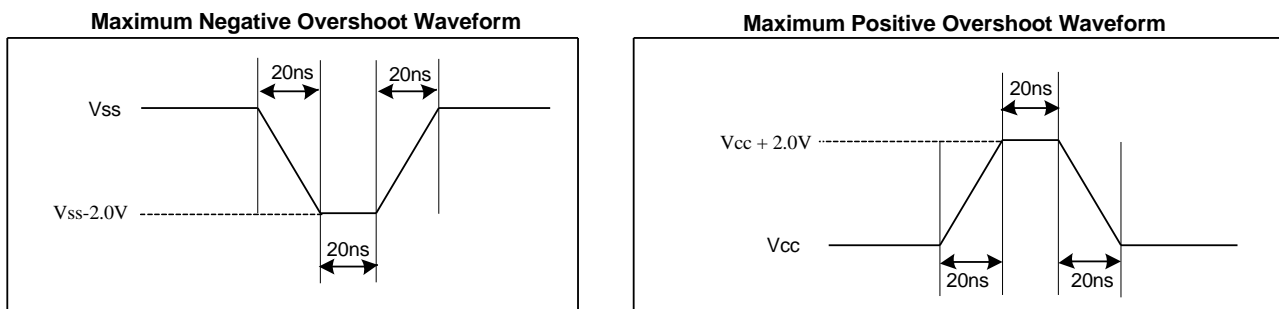 Maximum Negative Overshoot Waveform
20ns
20ns
Vss
Vss-2.0V
20ns
Maximum Positive Overshoot Waveform
20ns
Vcc + 2.0V
Vcc
20ns
20ns